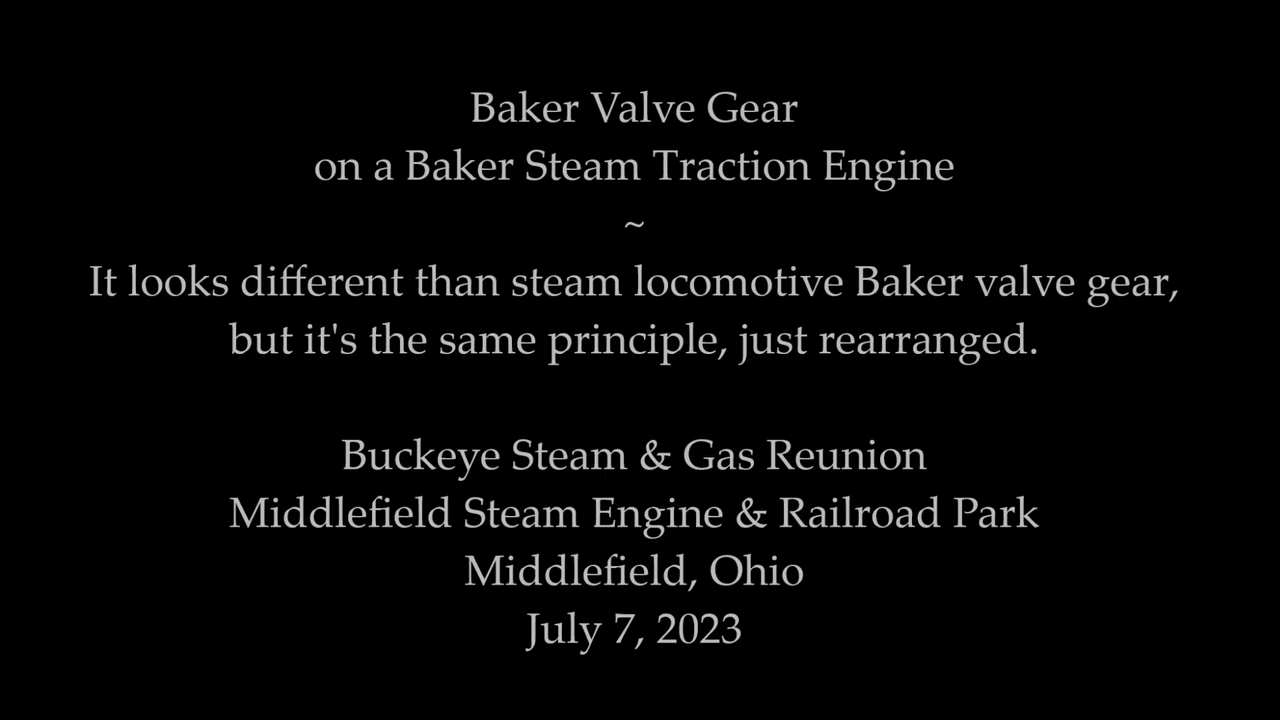 Baker Valve Gear
on a Baker Steam Traction Engine
~
It looks different than steam locomotive Baker valve gear,
but it's the same principle, just rearranged.
Buckeye Steam & Gas Reunion
Middlefield Steam Engine & Railroad Park
Middlefield, Ohio
July 7, 2023